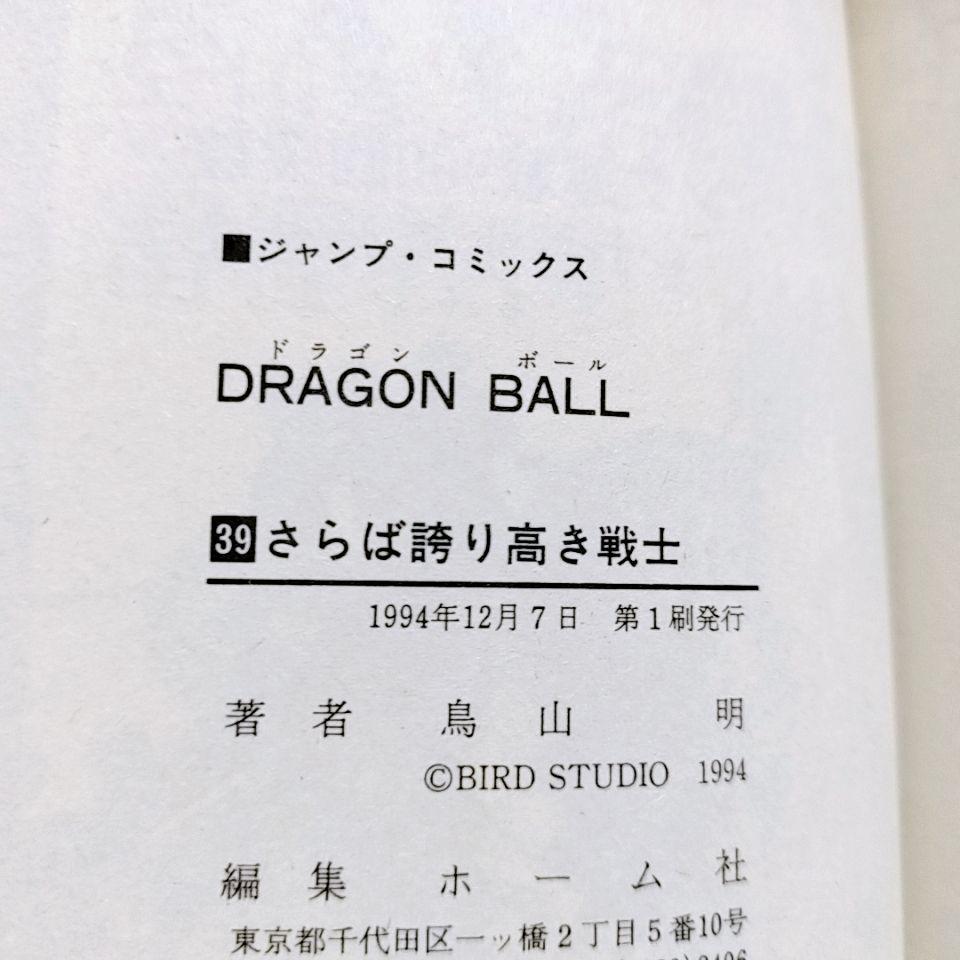 ■ジャンプ・コミックス
ドラゴン ボール
DRAGON BALL
39 さらば誇り高き戦士
1994年12月7日 第1刷発行
著者 鳥山 明
©BIRD STUDIO 1994
編集 ホーム社
東京都千代田区一ッ橋2丁目5番10号